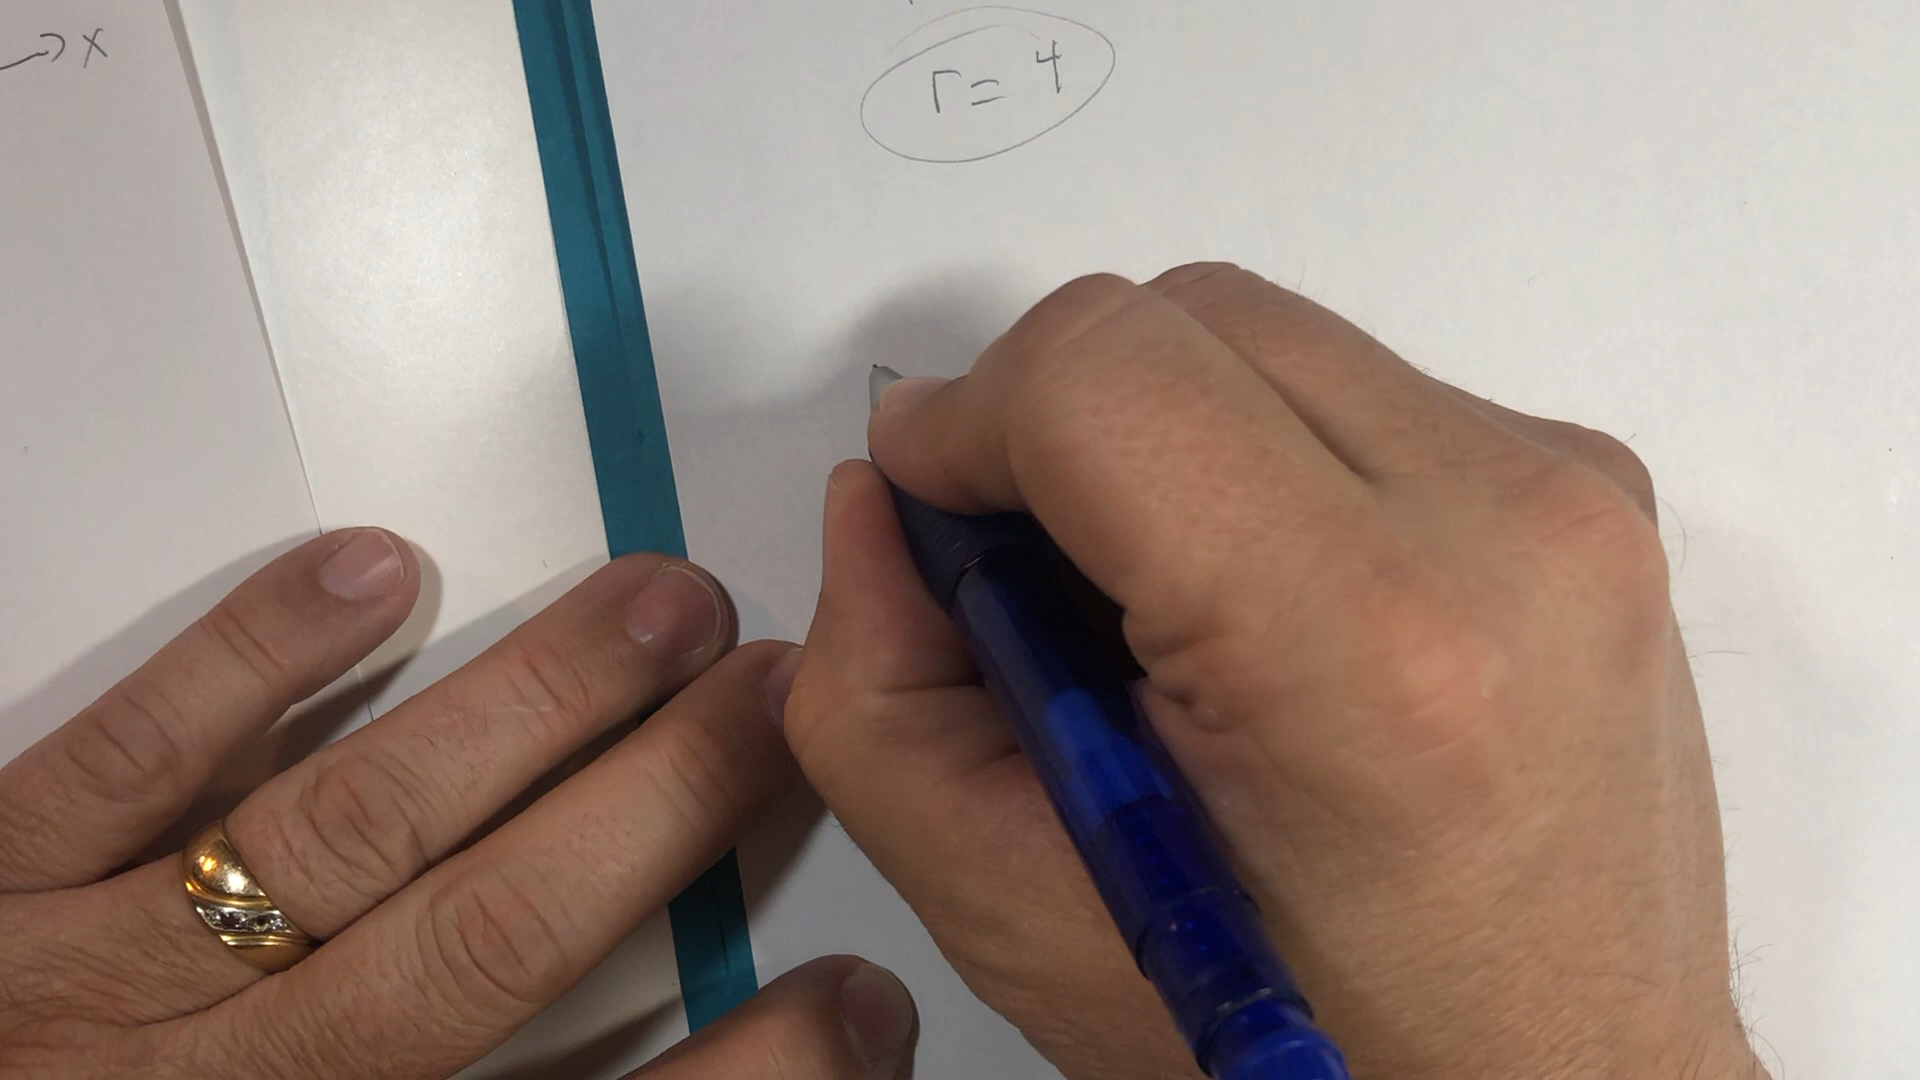 → x
r = 4